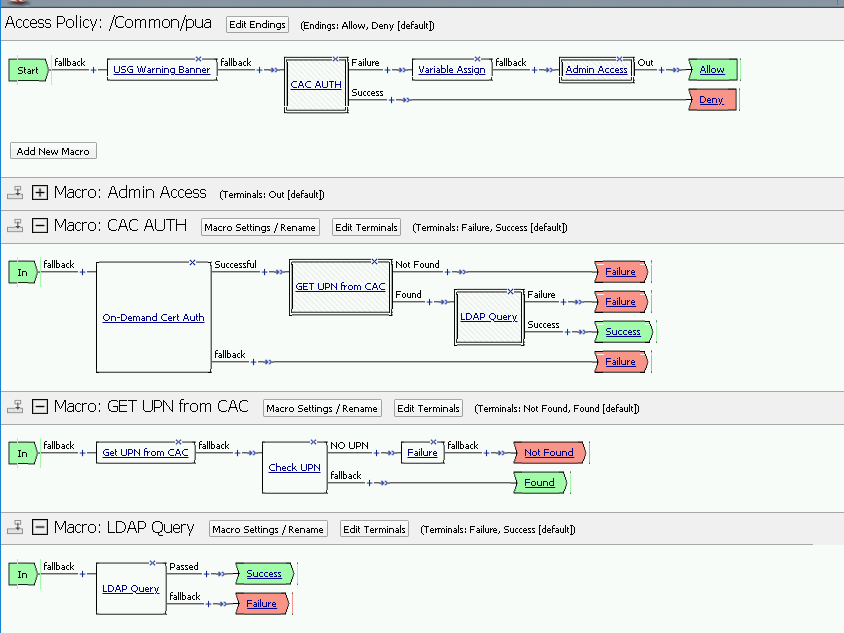 Access Policy: /Common/pua Edit Endings (Endings: Allow, Deny [default])
Start fallback + USG Warning Banner fallback + CAC AUTH Failure + Variable Assign fallback + Admin Access Out + Allow
Success + Deny
Add New Macro
+ Macro: Admin Access (Terminals: Out [default])
Macro: CAC AUTH Macro Settings / Rename Edit Terminals (Terminals: Failure, Success [default])
In fallback + On-Demand Cert Auth Successful + GET UPN from CAC Not Found + Failure
Found + LDAP Query Failure + Failure
Success + Success
fallback + Failure
Macro: GET UPN from CAC Macro Settings / Rename Edit Terminals (Terminals: Not Found, Found [default])
In fallback + Get UPN from CAC fallback + Check UPN NO UPN + Failure fallback + Not Found
fallback + Found
Macro: LDAP Query Macro Settings / Rename Edit Terminals (Terminals: Failure, Success [default])
In fallback + LDAP Query Passed + Success
fallback + Failure